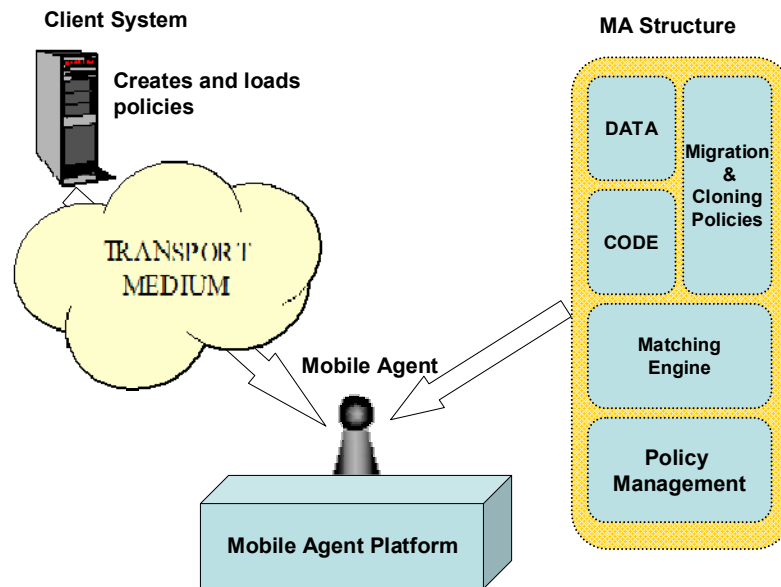 Client System
Creates and loads
policies
TRANSPORT
MEDIUM
Mobile Agent
Mobile Agent Platform
MA Structure
DATA
CODE
Migration
&
Cloning
Policies
Matching
Engine
Policy
Management